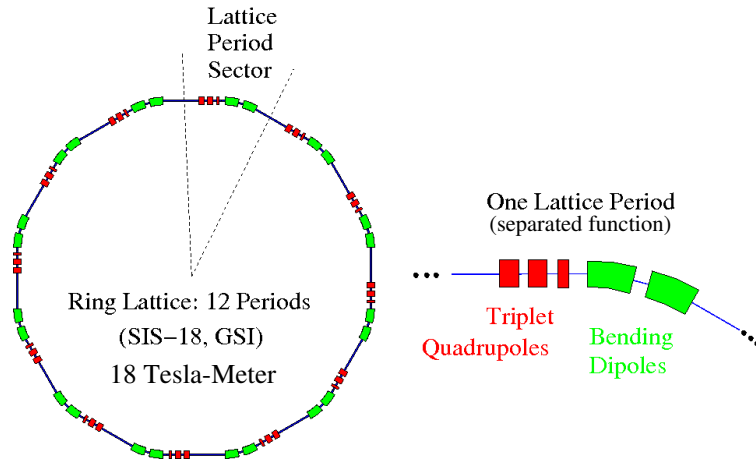 Lattice
Period
Sector
Ring Lattice: 12 Periods
(SIS−18, GSI)
18 Tesla-Meter
One Lattice Period
(separated function)
Triplet
Quadrupoles
Bending
Dipoles